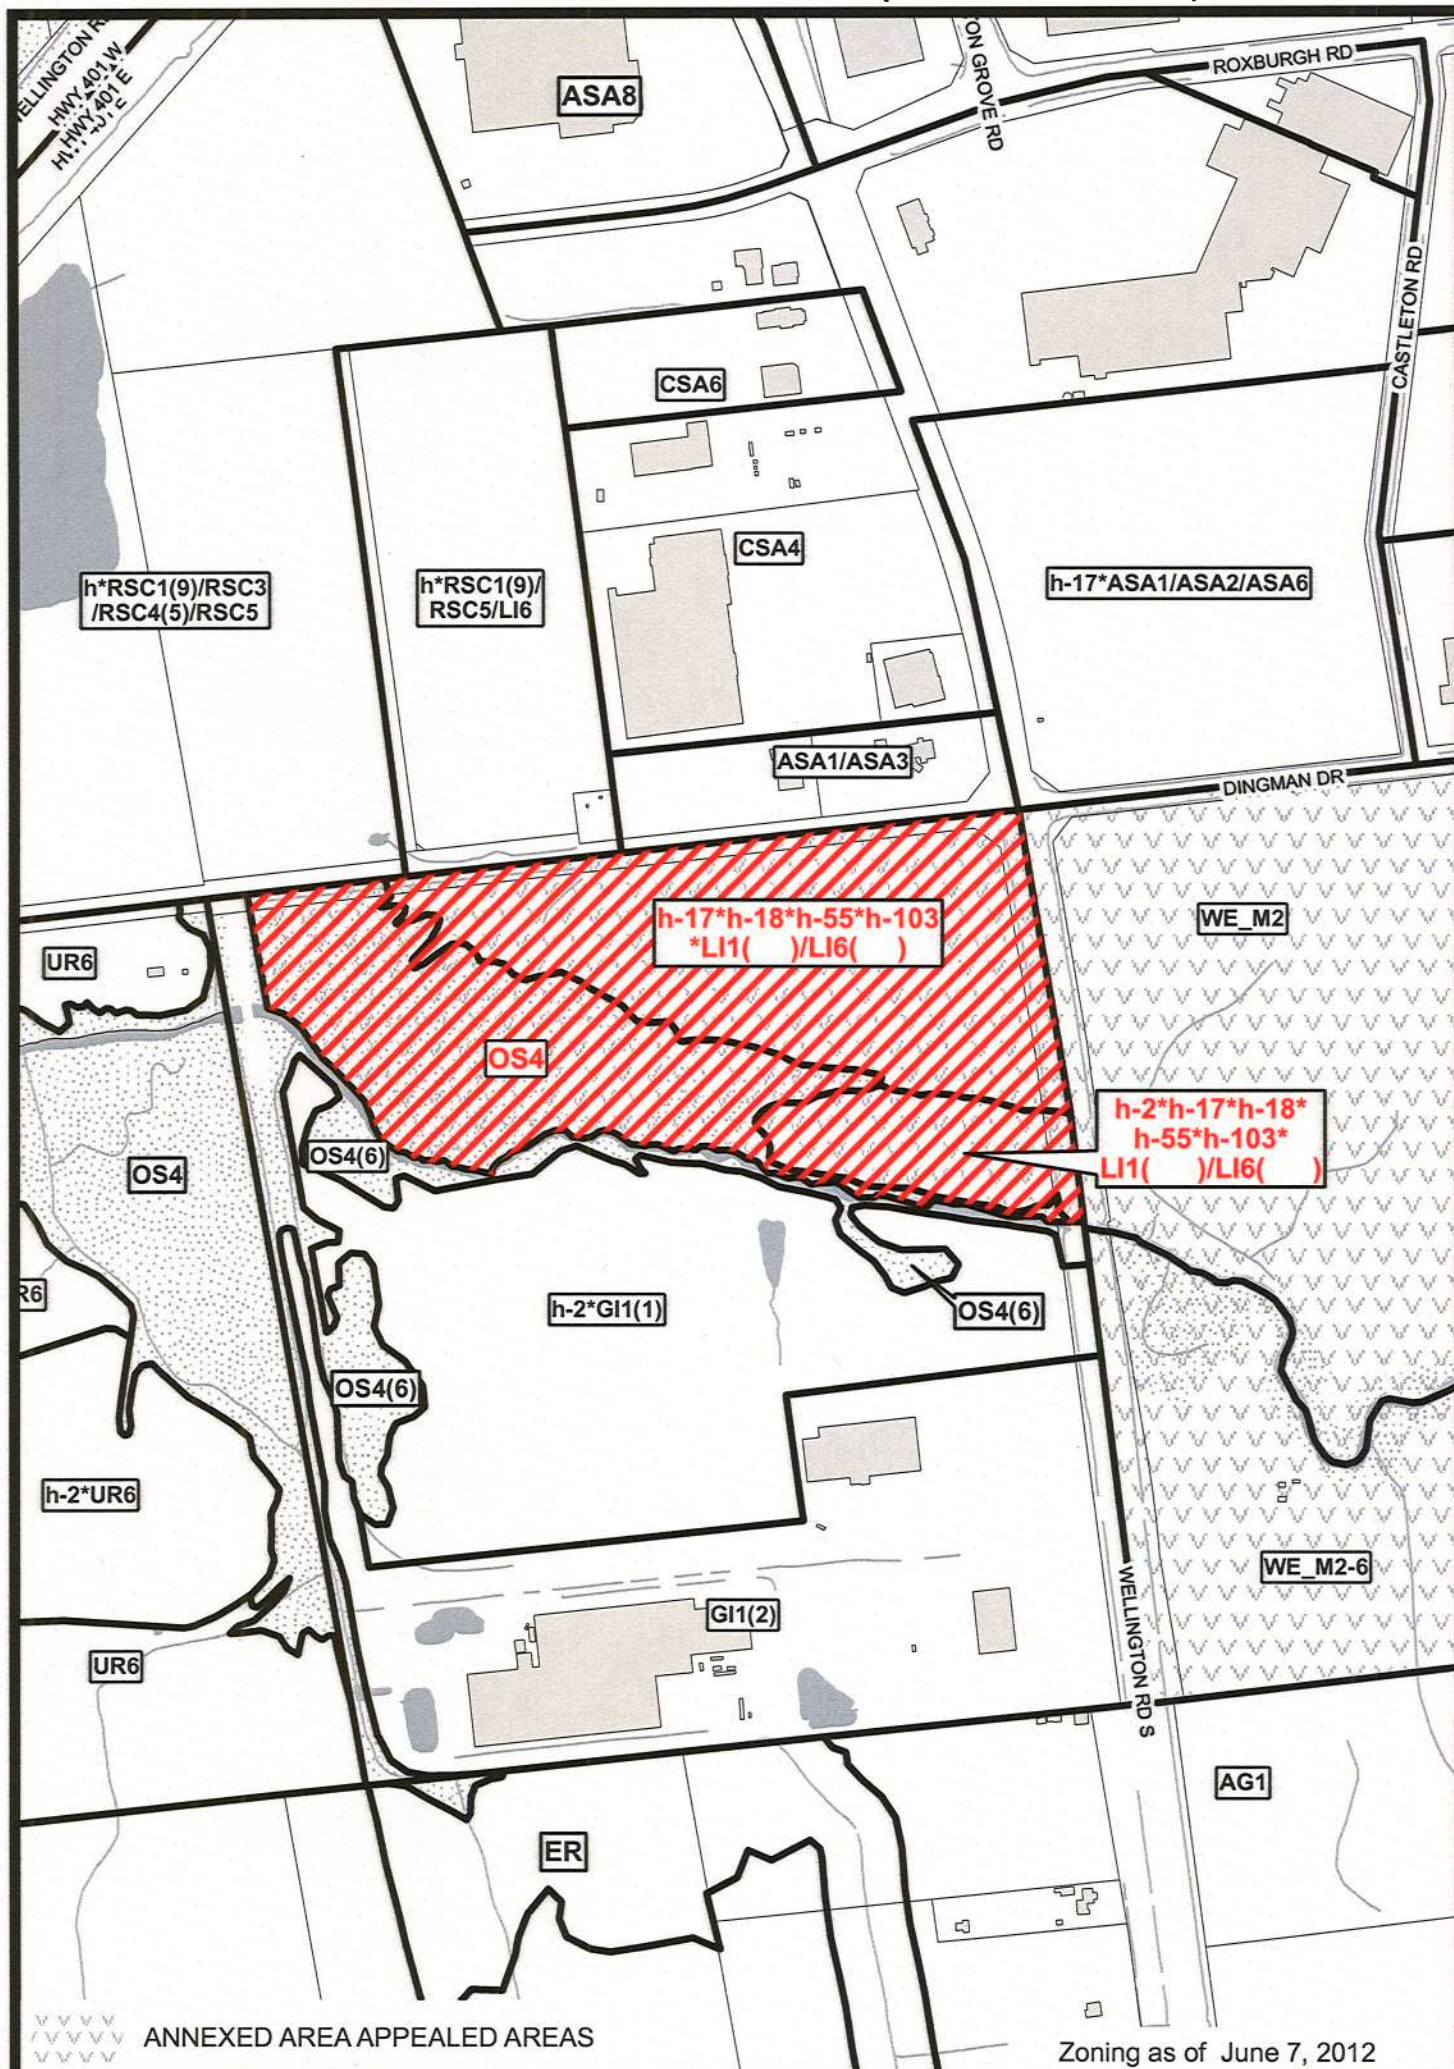 HWY 401 W
HWY 401 E
ASA8
ROXBURGH RD
GROVE RD
CASTLETON RD
CSA6
CSA4
h*RSC1(9)/RSC3
/RSC4(5)/RSC5
h*RSC1(9)/
RSC5/LI6
h-17*ASA1/ASA2/ASA6
ASA1/ASA3
DINGMAN DR
h-17*h-18*h-55*h-103
*LI1( )/LI6( )
WE_M2
UR6
OS4
h-2*h-17*h-18*
h-55*h-103*
LI1( )/LI6( )
OS4(6)
OS4
h-2*GI1(1)
OS4(6)
OS4(6)
h-2*UR6
WE_M2-6
GI1(2)
WELLINGTON RD S
UR6
AG1
ER
ANNEXED AREA APPEALED AREAS
Zoning as of June 7, 2012